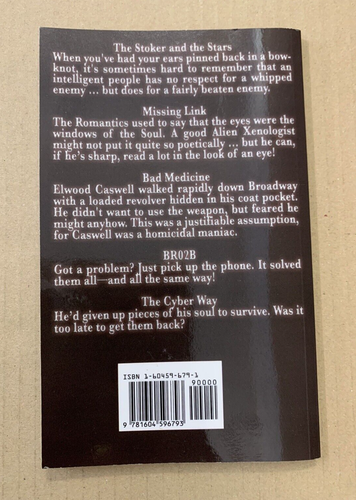 The Stoker and the Stars
When you've had your ears pinned back in a bow-
knot, it's sometimes hard to remember that an
intelligent people has no respect for a whipped
enemy ... but does for a fairly beaten enemy.
Missing Link
The Romantics used to say that the eyes were the
windows of the Soul. A good Alien Xenologist
might not put it quite so poetically ... but he can,
if he's sharp, read a lot in the look of an eye!
Bad Medicine
Elwood Caswell walked rapidly down Broadway
with a loaded revolver hidden in his coat pocket.
He didn't want to use the weapon, but feared he
might anyhow. This was a justifiable assumption,
for Caswell was a homicidal maniac.
BR02B
Got a problem? Just pick up the phone. It solved
them all—and all the same way!
The Cyber Way
He'd given up pieces of his soul to survive. Was it
too late to get them back?
ISBN 1-60459-679-1
90000
9 781604 596793